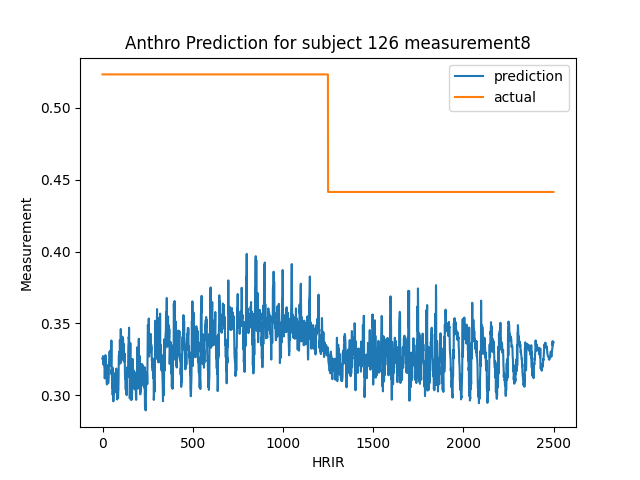 Anthro Prediction for subject 126 measurement8
prediction
actual
Measurement
0.50
0.45
0.40
0.35
0.30
0
500
1000
1500
2000
2500
HRIR